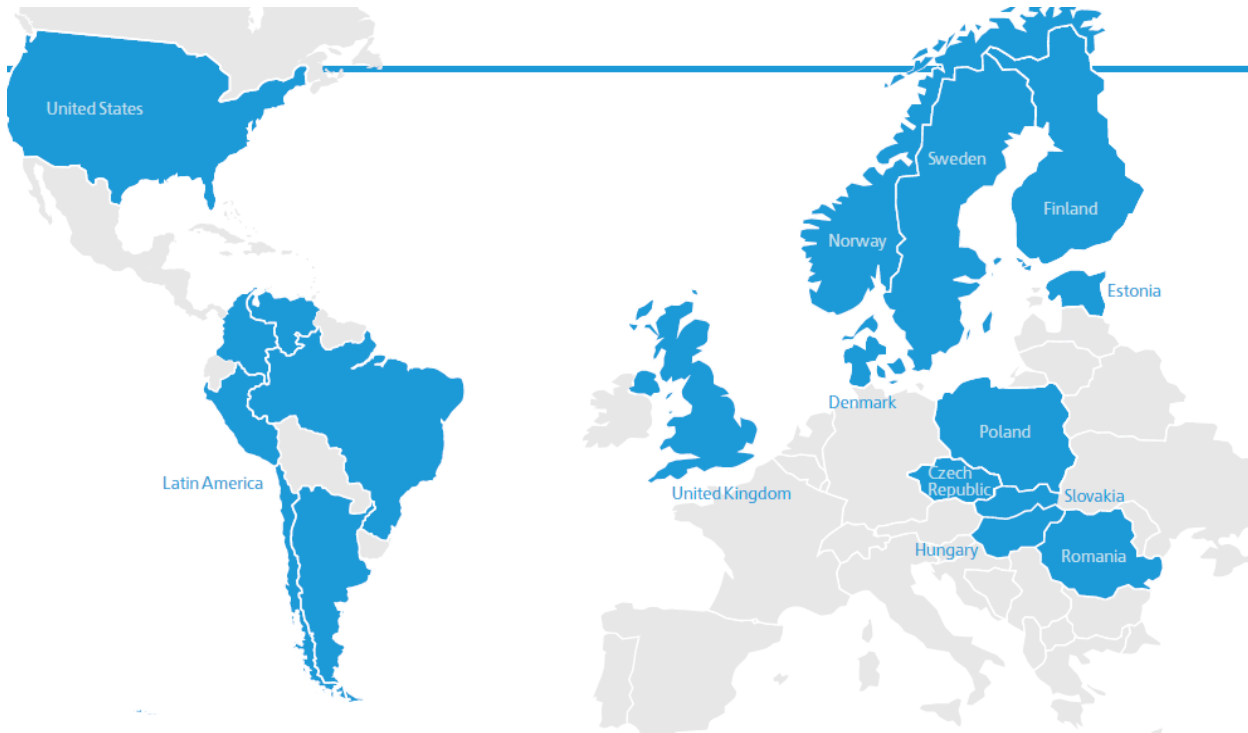 United States
Sweden
Finland
Norway
Estonia
Denmark
Poland
Latin America
Czech
Republic
United Kingdom
Slovakia
Hungary
Romania